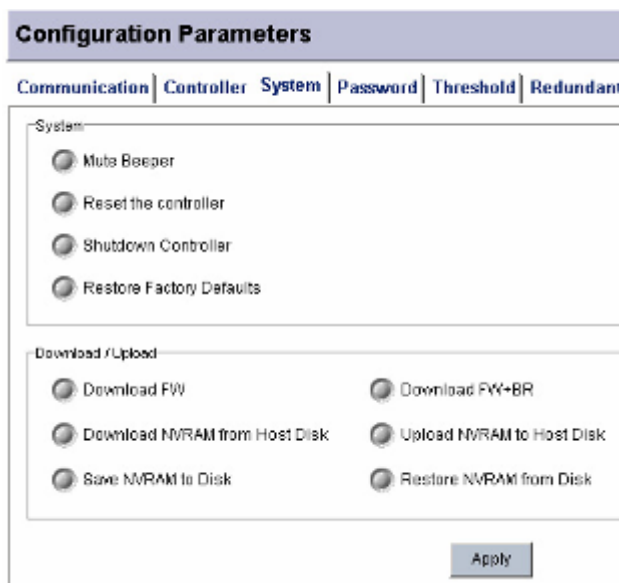 Configuration Parameters
Communication Controller System Password Threshold Redundant
System
Mute Beeper
Reset the controller
Shutdown Controller
Restore Factory Defaults
Download / Upload
Download FW Download FW+BR
Download NVRAM from Host Disk Upload NVRAM to Host Disk
Save NVRAM to Disk Restore NVRAM from Disk
Apply